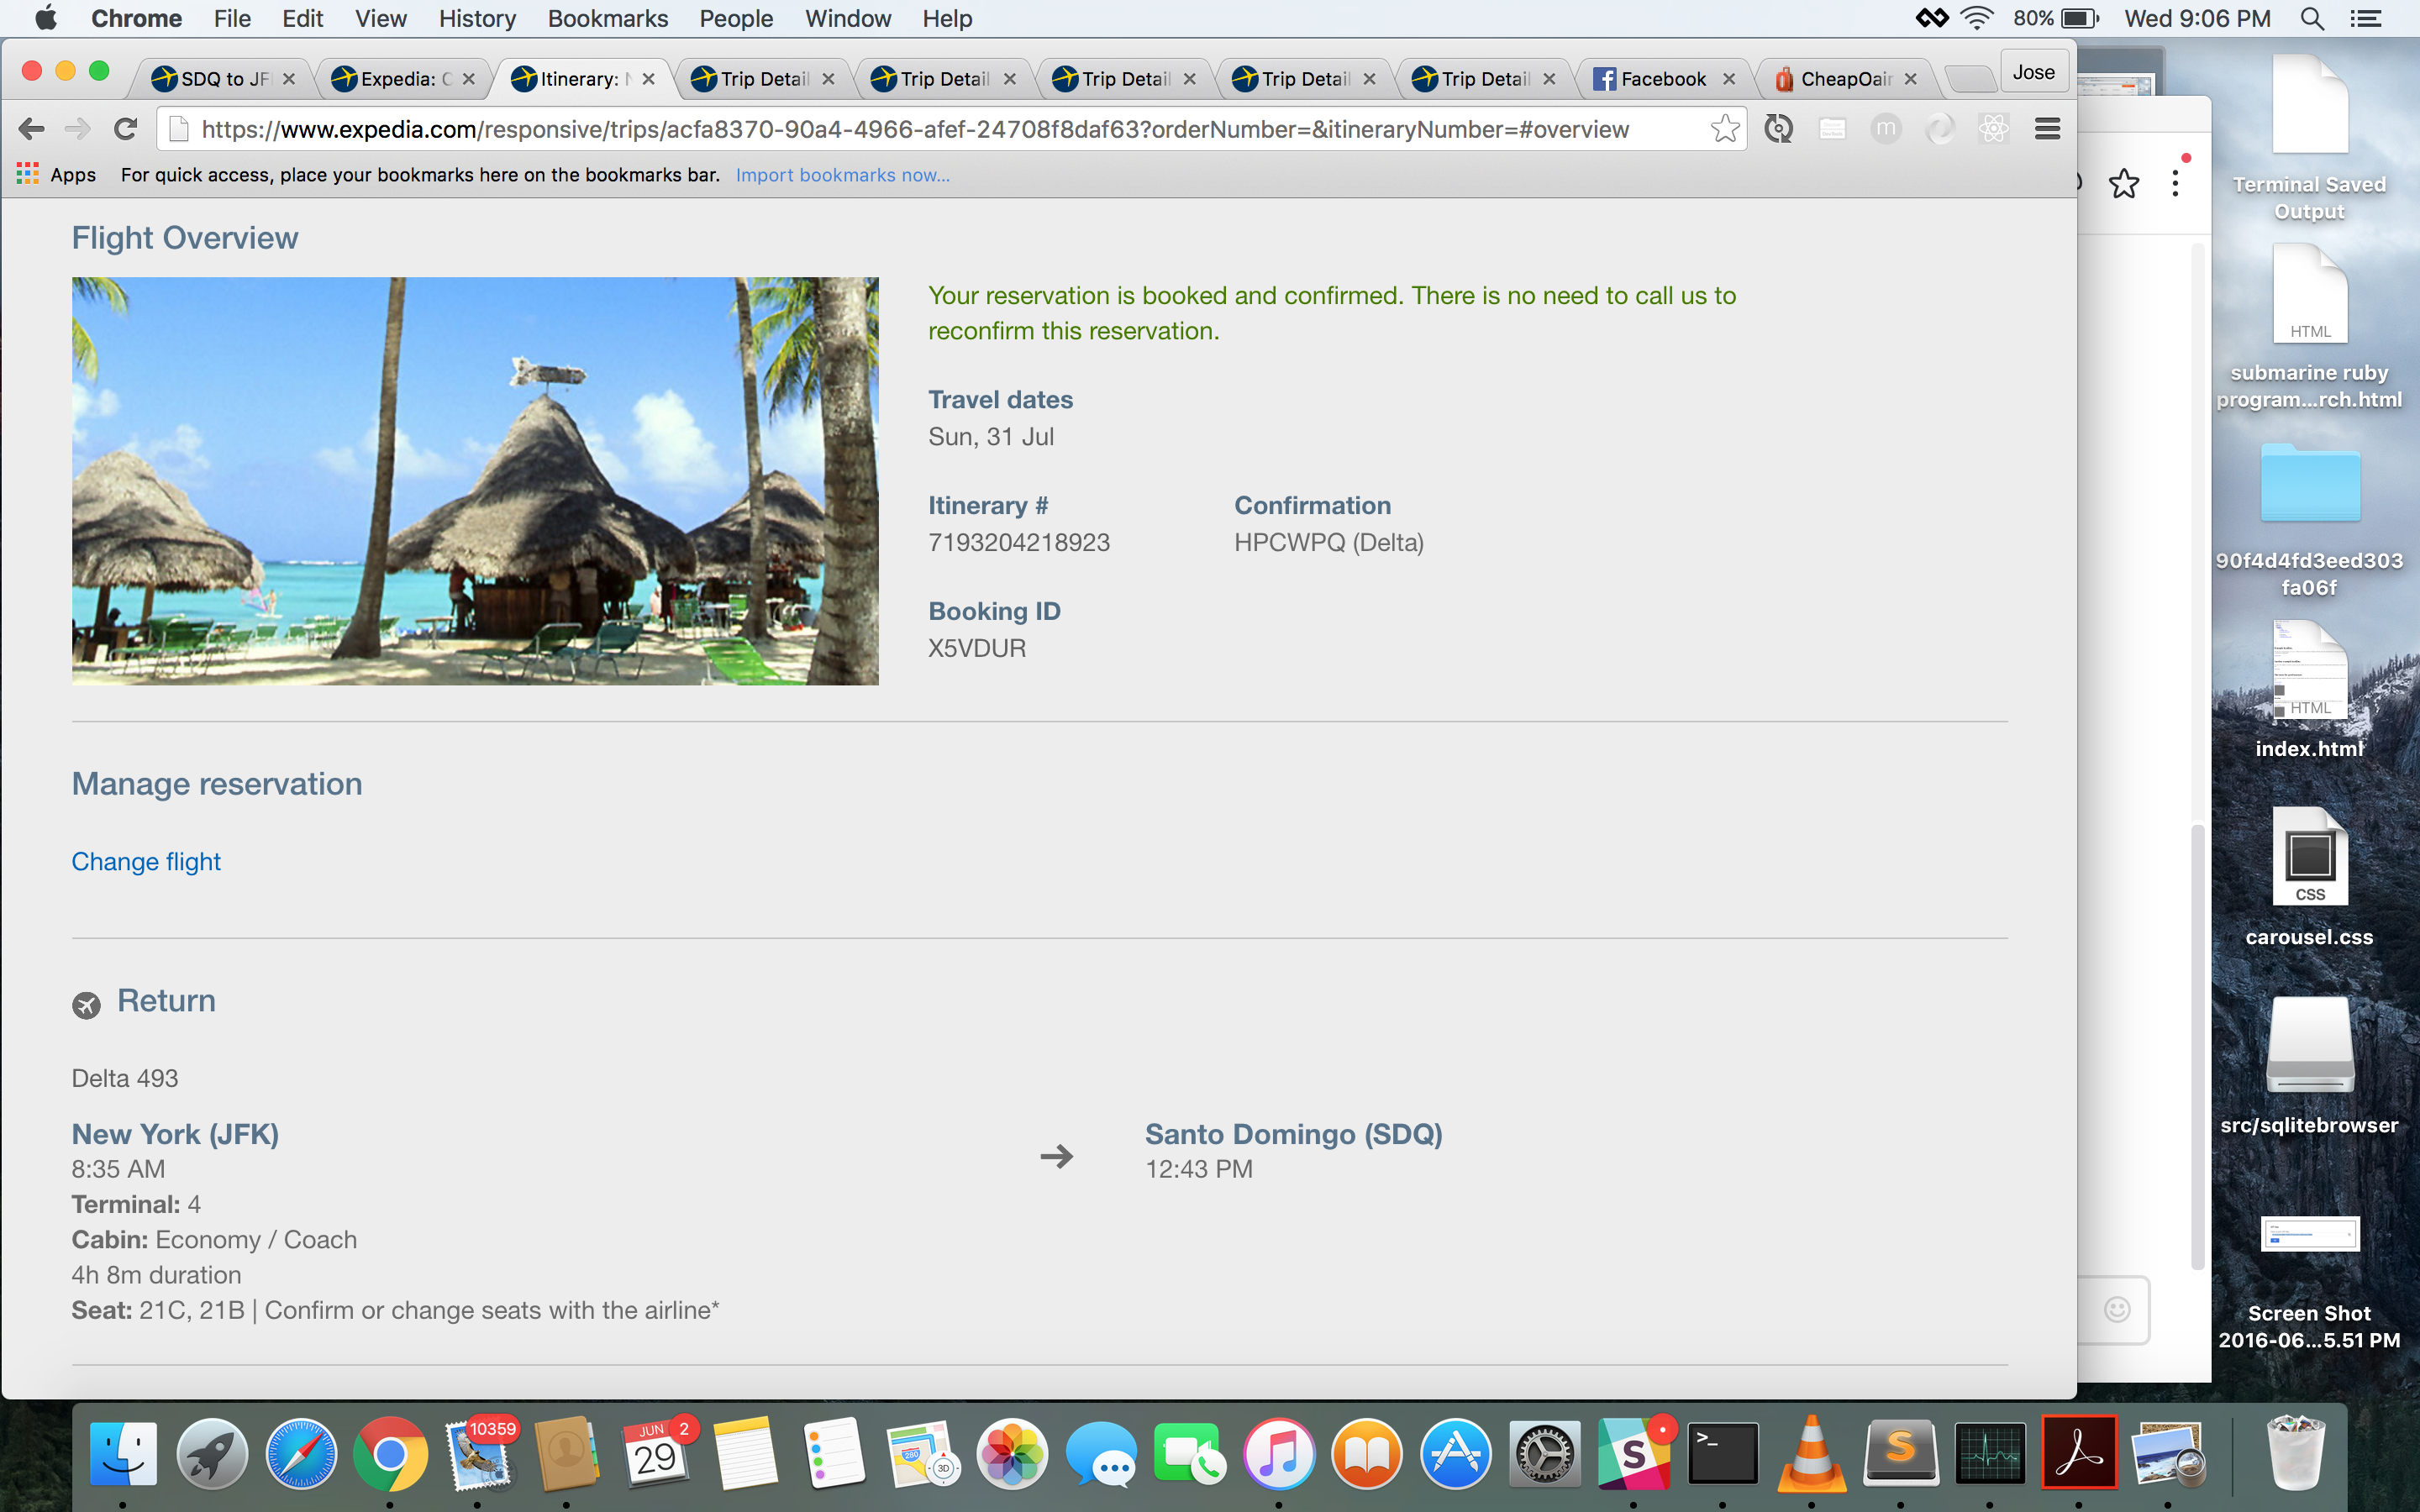 Chrome File Edit View History Bookmarks People Window Help 80% Wed 9:06 PM
SDQ to JF Expedia: C Itinerary: Trip Detail Trip Detail Trip Detail Trip Detail Trip Detail Facebook CheapOair Jose
https://www.expedia.com/responsive/trips/acfa8370-90a4-4966-afef-24708f8daf63?orderNumber=&itineraryNumber=#overview
Apps For quick access, place your bookmarks here on the bookmarks bar. Import bookmarks now...
Flight Overview
Your reservation is booked and confirmed. There is no need to call us to
reconfirm this reservation.
Travel dates
Sun, 31 Jul
Itinerary # Confirmation
7193204218923 HPCWPQ (Delta)
Booking ID
X5VDUR
Manage reservation
Change flight
Return
Delta 493
New York (JFK) Santo Domingo (SDQ)
8:35 AM 12:43 PM
Terminal: 4
Cabin: Economy / Coach
4h 8m duration
Seat: 21C, 21B | Confirm or change seats with the airline*
Terminal Saved
Output
HTML
submarine ruby
program...rch.html
90f4d4fd3eed303
fa06f
HTML
index.html
CSS
carousel.css
src/sqlitebrowser
Screen Shot
2016-06...5.51 PM
10359
JUN
29
2
280
3D
S
>_
S